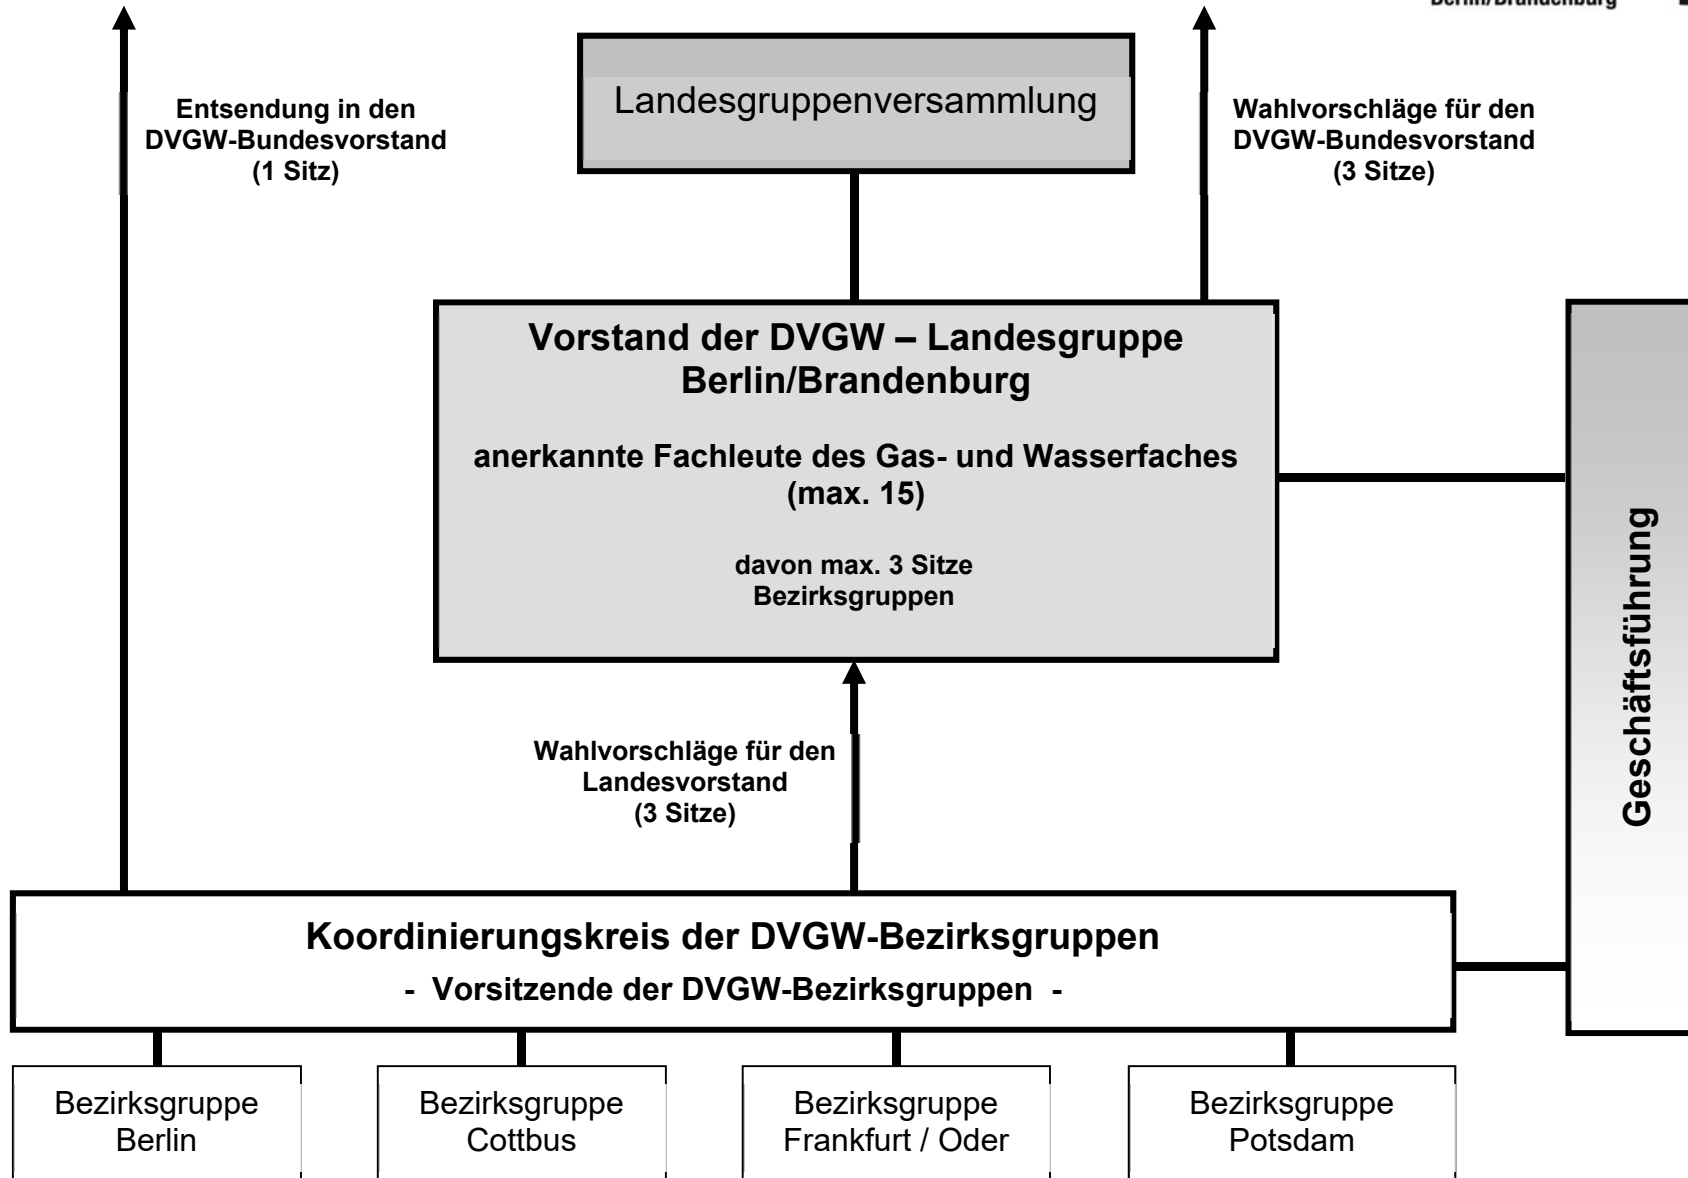 Berlin/Brandenburg
Landesgruppenversammlung
Entsendung in den
DVGW-Bundesvorstand
(1 Sitz)
Wahlvorschläge für den
DVGW-Bundesvorstand
(3 Sitze)
Vorstand der DVGW – Landesgruppe
Berlin/Brandenburg
anerkannte Fachleute des Gas- und Wasserfaches
(max. 15)
davon max. 3 Sitze
Bezirksgruppen
Geschäftsführung
Wahlvorschläge für den
Landesvorstand
(3 Sitze)
Koordinierungskreis der DVGW-Bezirksgruppen
- Vorsitzende der DVGW-Bezirksgruppen -
Bezirksgruppe
Berlin
Bezirksgruppe
Cottbus
Bezirksgruppe
Frankfurt / Oder
Bezirksgruppe
Potsdam